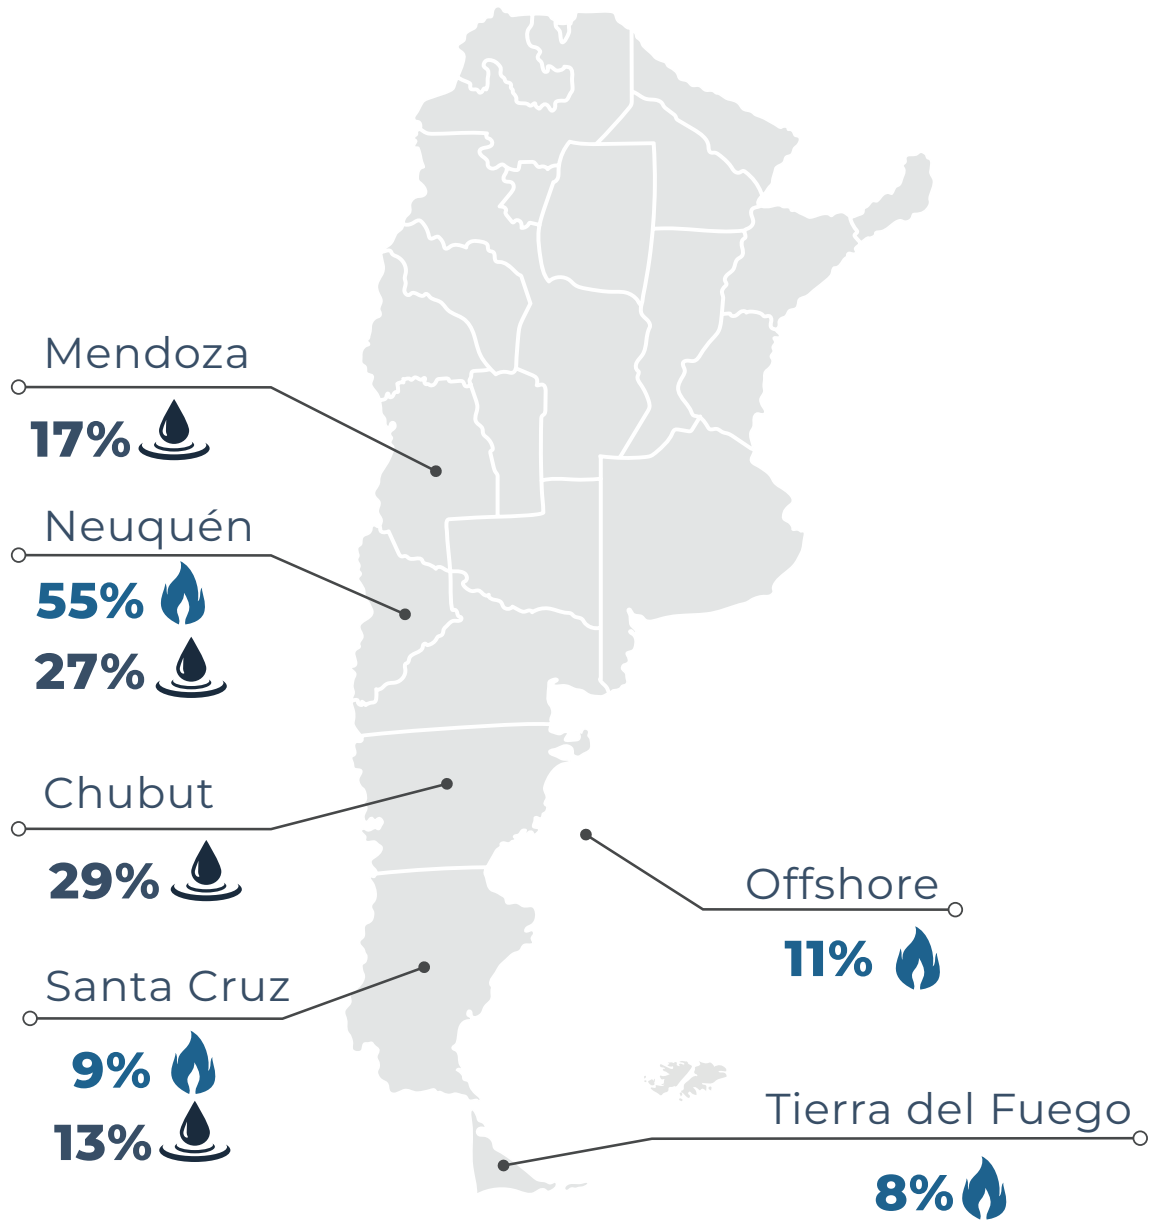 Mendoza
17%
Neuquén
55%
27%
Chubut
29%
Offshore
11%
Santa Cruz
9%
13%
Tierra del Fuego
8%